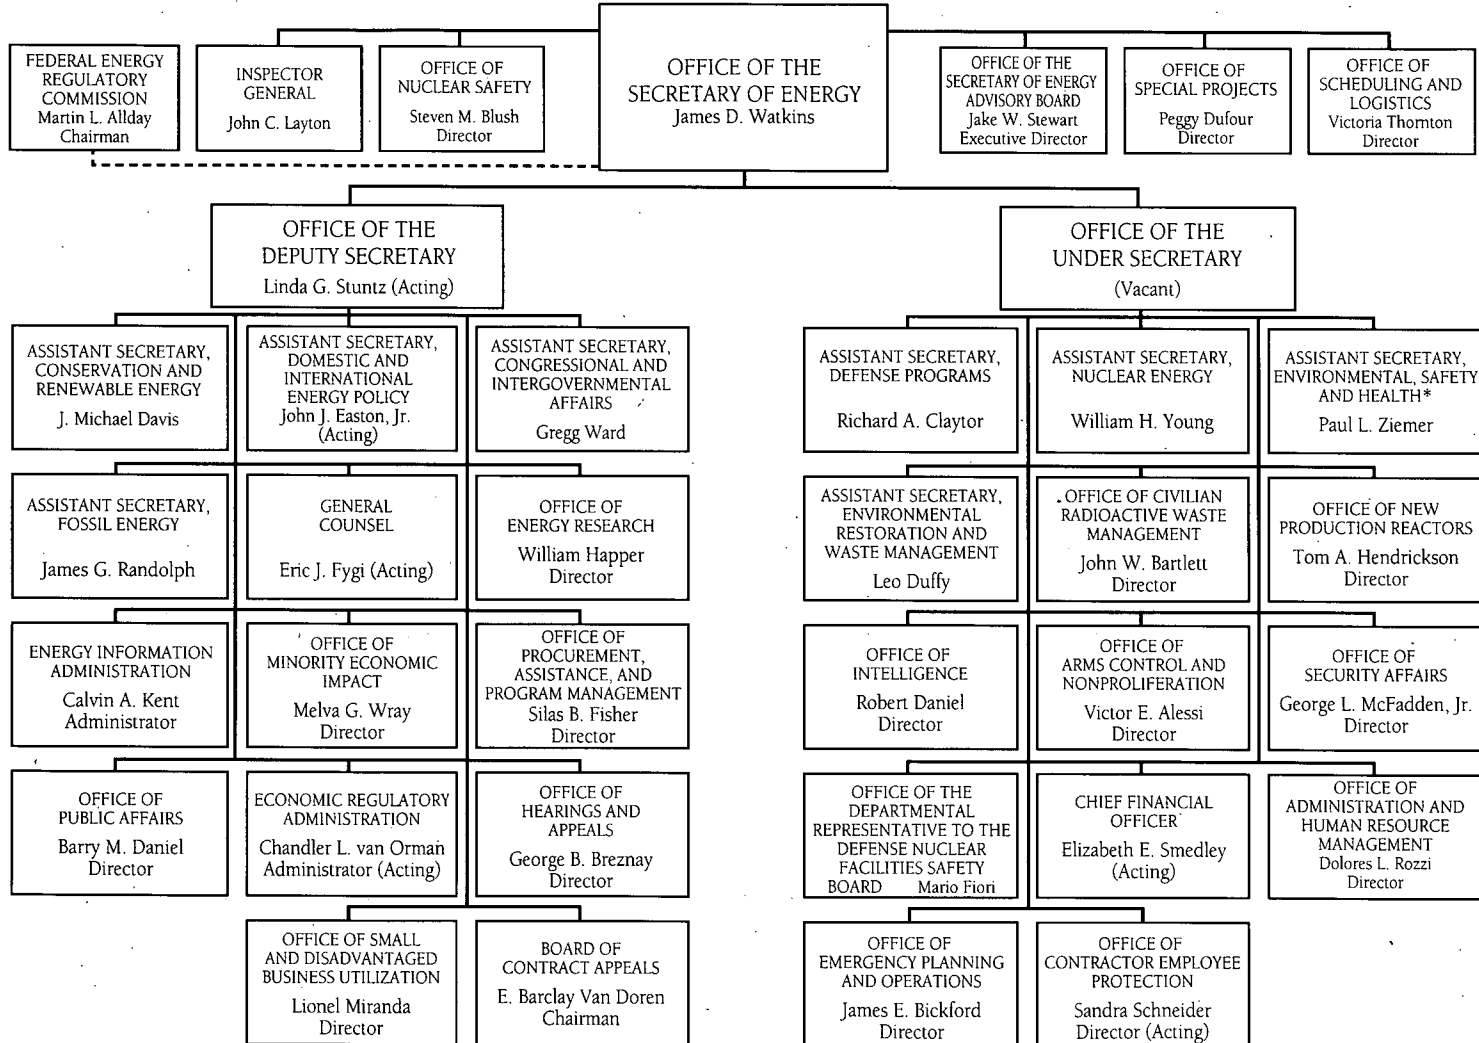 FEDERAL ENERGY
REGULATORY
COMMISSION
Martin L. Allday
Chairman
INSPECTOR
GENERAL
John C. Layton
OFFICE OF
NUCLEAR SAFETY
Steven M. Blush
Director
OFFICE OF THE
SECRETARY OF ENERGY
James D. Watkins
OFFICE OF THE
SECRETARY OF ENERGY
ADVISORY BOARD
Jake W. Stewart
Executive Director
OFFICE OF
SPECIAL PROJECTS
Peggy Dufour
Director
OFFICE OF
SCHEDULING AND
LOGISTICS
Victoria Thornton
Director
OFFICE OF THE
DEPUTY SECRETARY
Linda G. Stuntz (Acting)
OFFICE OF THE
UNDER SECRETARY
(Vacant)
ASSISTANT SECRETARY,
CONSERVATION AND
RENEWABLE ENERGY
J. Michael Davis
ASSISTANT SECRETARY,
DOMESTIC AND
INTERNATIONAL
ENERGY POLICY
John J. Easton, Jr.
(Acting)
ASSISTANT SECRETARY,
CONGRESSIONAL AND
INTERGOVERNMENTAL
AFFAIRS
Gregg Ward
ASSISTANT SECRETARY,
DEFENSE PROGRAMS
Richard A. Claytor
ASSISTANT SECRETARY,
NUCLEAR ENERGY
William H. Young
ASSISTANT SECRETARY,
ENVIRONMENTAL, SAFETY
AND HEALTH*
Paul L. Ziemer
ASSISTANT SECRETARY,
FOSSIL ENERGY
James G. Randolph
GENERAL
COUNSEL
Eric J. Fygi (Acting)
OFFICE OF
ENERGY RESEARCH
William Happer
Director
ASSISTANT SECRETARY,
ENVIRONMENTAL
RESTORATION AND
WASTE MANAGEMENT
Leo Duffy
OFFICE OF CIVILIAN
RADIOACTIVE WASTE
MANAGEMENT
John W. Bartlett
Director
OFFICE OF NEW
PRODUCTION REACTORS
Tom A. Hendrickson
Director
ENERGY INFORMATION
ADMINISTRATION
Calvin A. Kent
Administrator
OFFICE OF
MINORITY ECONOMIC
IMPACT
Melva G. Wray
Director
OFFICE OF
PROCUREMENT,
ASSISTANCE, AND
PROGRAM MANAGEMENT
Silas B. Fisher
Director
OFFICE OF
INTELLIGENCE
Robert Daniel
Director
OFFICE OF
ARMS CONTROL AND
NONPROLIFERATION
Victor E. Alessi
Director
OFFICE OF
SECURITY AFFAIRS
George L. McFadden, Jr.
Director
OFFICE OF
PUBLIC AFFAIRS
Barry M. Daniel
Director
ECONOMIC REGULATORY
ADMINISTRATION
Chandler L. van Orman
Administrator (Acting)
OFFICE OF
HEARINGS AND
APPEALS
George B. Breznay
Director
OFFICE OF THE
DEPARTMENTAL
REPRESENTATIVE TO THE
DEFENSE NUCLEAR
FACILITIES SAFETY
BOARD Mario Fiori
CHIEF FINANCIAL
OFFICER
Elizabeth E. Smedley
(Acting)
OFFICE OF
ADMINISTRATION AND
HUMAN RESOURCE
MANAGEMENT
Dolores L. Rozzi
Director
OFFICE OF SMALL
AND DISADVANTAGED
BUSINESS UTILIZATION
Lionel Miranda
Director
BOARD OF
CONTRACT APPEALS
E. Barclay Van Doren
Chairman
OFFICE OF
EMERGENCY PLANNING
AND OPERATIONS
James E. Bickford
Director
OFFICE OF
CONTRACTOR EMPLOYEE
PROTECTION
Sandra Schneider
Director (Acting)